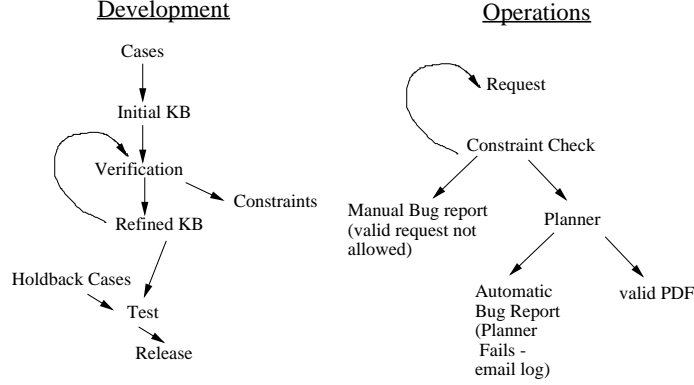 Development
Cases
Initial KB
Verification
Constraints
Refined KB
Holdback Cases
Test
Release
Operations
Request
Constraint Check
Manual Bug report
(valid request not
allowed)
Planner
Automatic
Bug Report
(Planner
Fails -
email log)
valid PDF